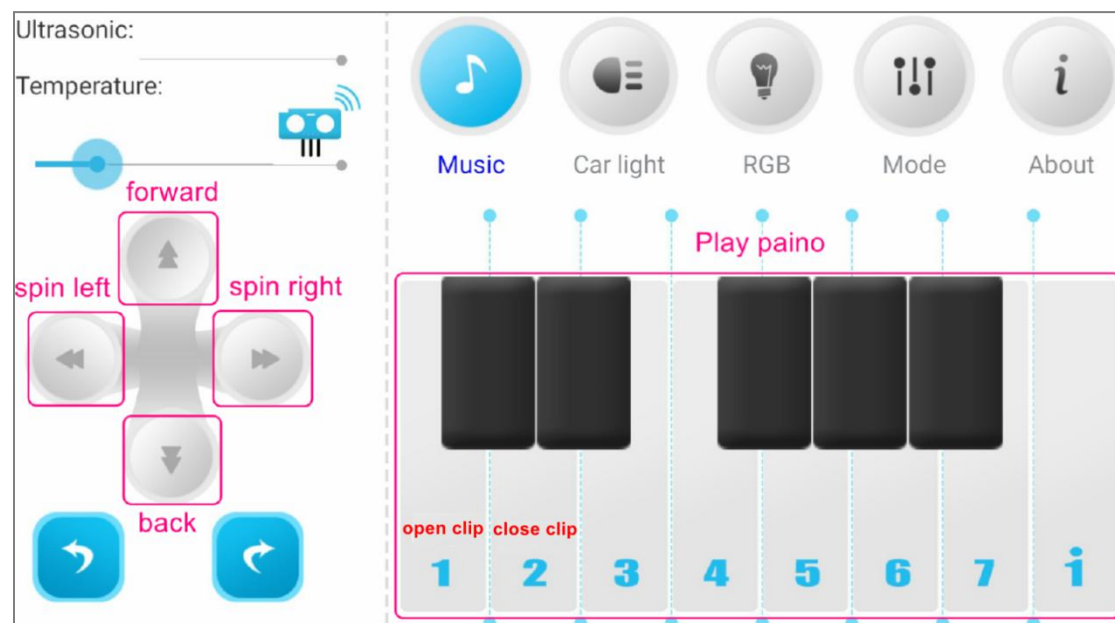 Ultrasonic:
Temperature:
forward
spin left
spin right
back
Music
Car light
RGB
Mode
i
About
Play paino
open clip
close clip
1
2
3
4
5
6
7
i